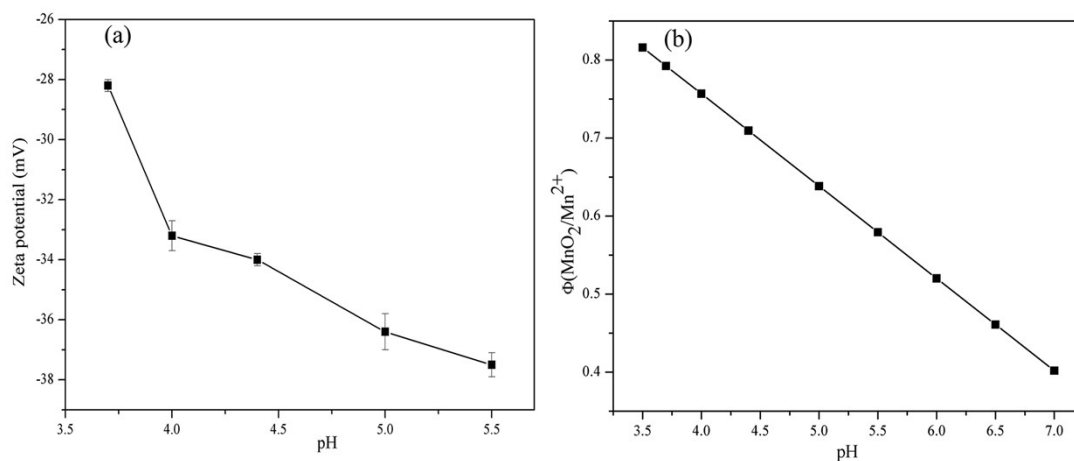 (a)
-26
-28
-30
-32
-34
-36
-38
Zeta potential (mV)
3.5 4.0 4.5 5.0 5.5
pH
(b)
0.8
0.7
0.6
0.5
0.4
Φ(MnO₂/Mn²⁺)
3.5 4.0 4.5 5.0 5.5 6.0 6.5 7.0
pH